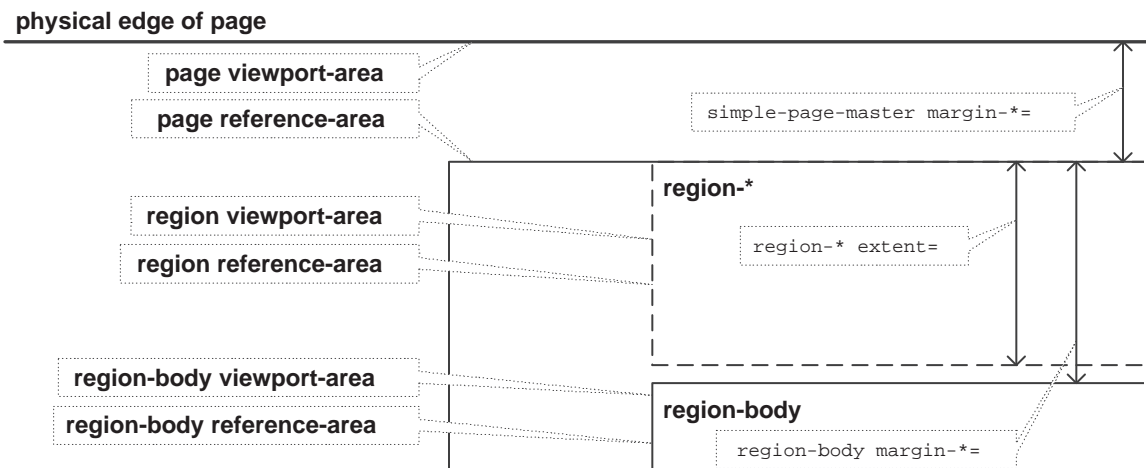 physical edge of page
page viewport-area
page reference-area
simple-page-master margin-*=
region-*
region viewport-area
region reference-area
region-* extent=
region-body viewport-area
region-body reference-area
region-body
region-body margin-*=